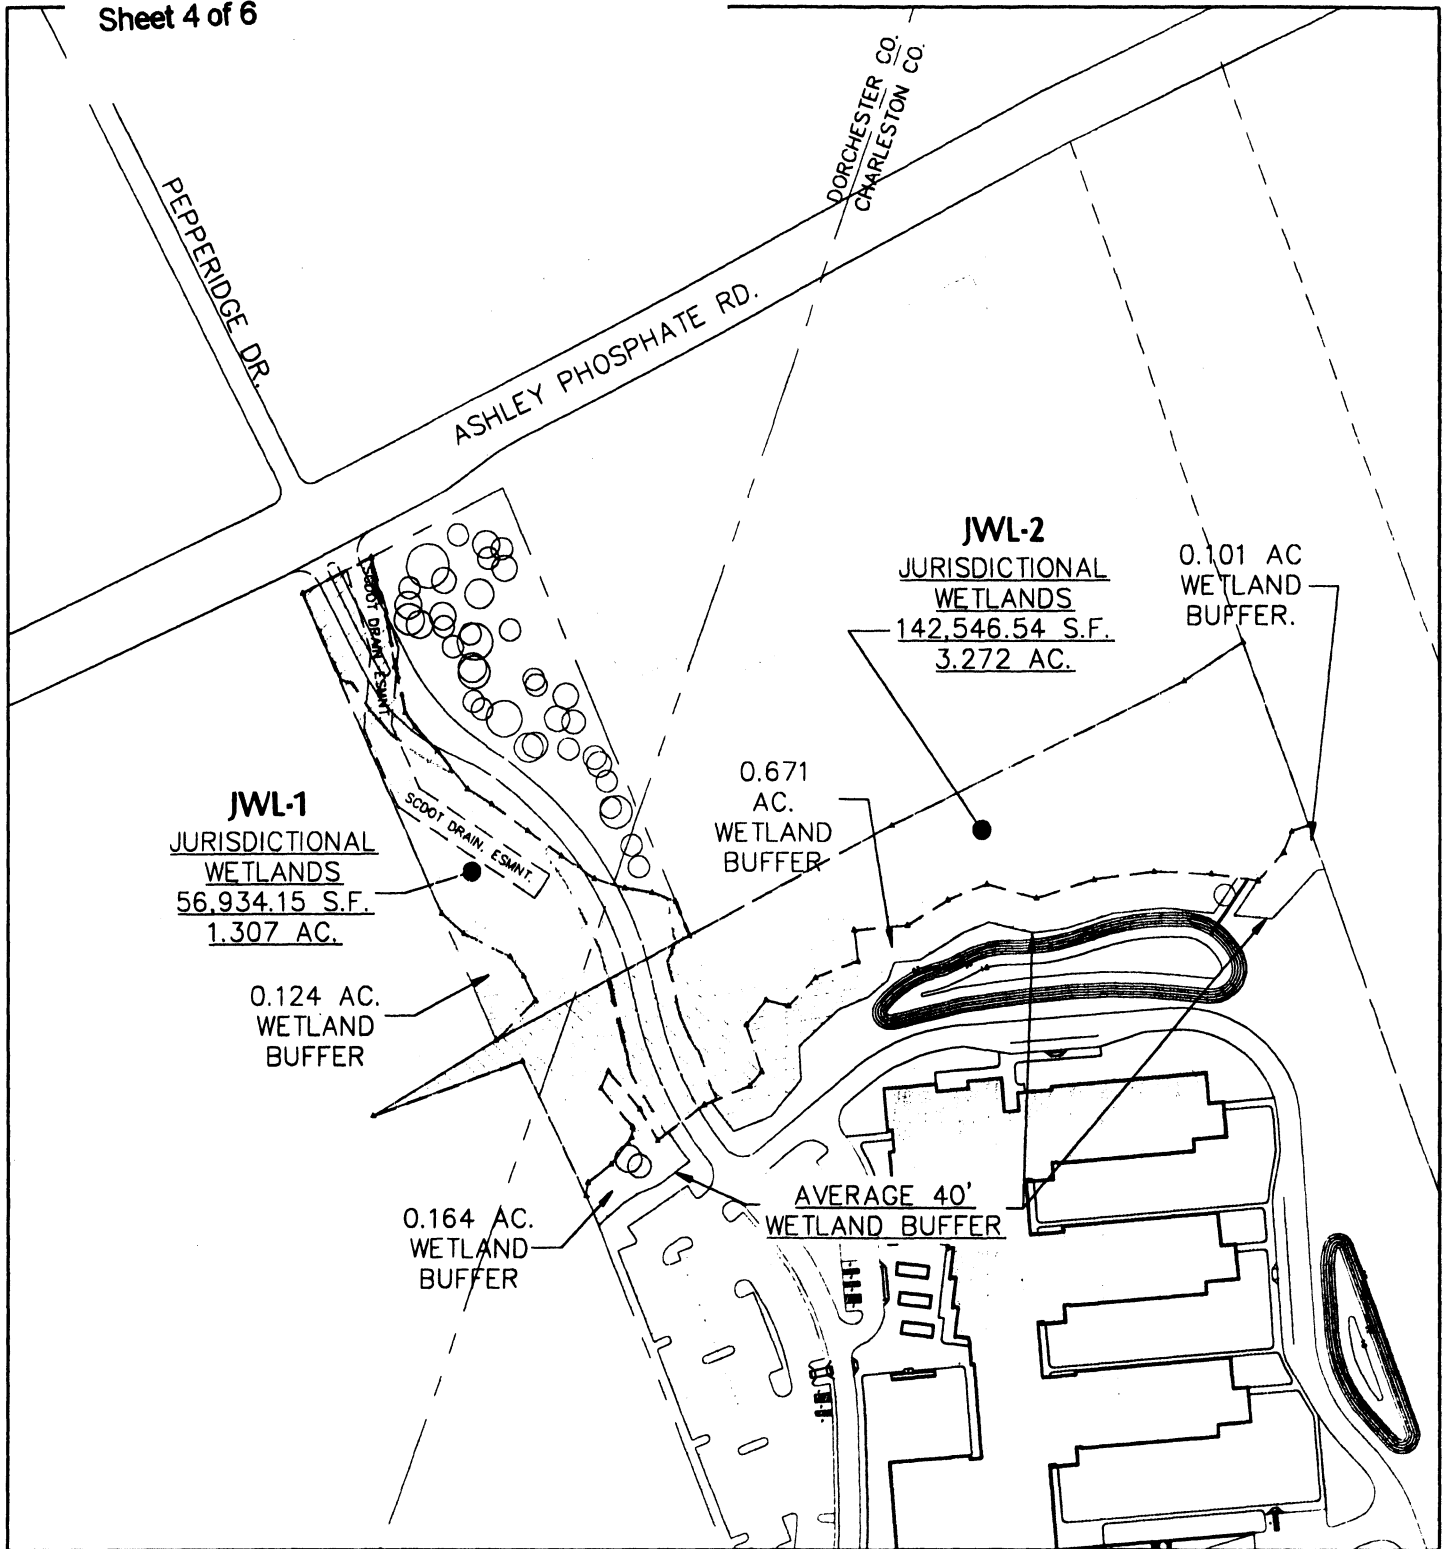 Sheet 4 of 6
DORCHESTER CO.
CHARLESTON CO.
PEPPERIDGE DR.
ASHLEY PHOSPHATE RD.
SCDOT DRAIN. ESMNT
JWL-2
JURISDICTIONAL
WETLANDS
142,546.54 S.F.
3.272 AC.
0.101 AC
WETLAND
BUFFER.
0.671
AC.
WETLAND
BUFFER
JWL-1
JURISDICTIONAL
WETLANDS
56,934.15 S.F.
1.307 AC.
SCDOT DRAIN. ESMNT.
0.124 AC.
WETLAND
BUFFER
0.164 AC.
WETLAND
BUFFER
AVERAGE 40'
WETLAND BUFFER